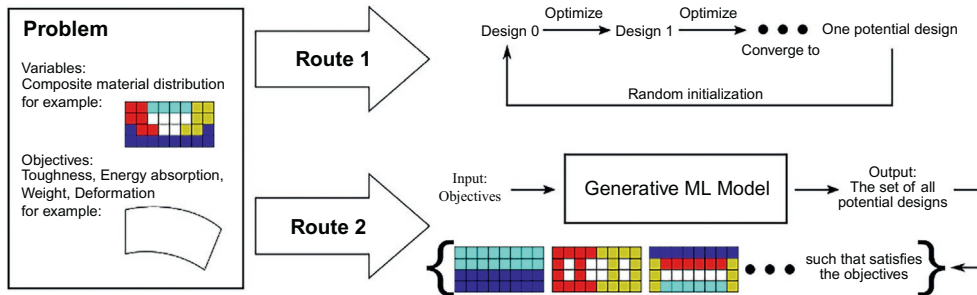 Problem
Variables:
Composite material distribution
for example:
Objectives:
Toughness, Energy absorption,
Weight, Deformation
for example:
Route 1
Design 0
Optimize
Design 1
Optimize
Converge to
One potential design
Random initialization
Route 2
Input:
Objectives
Generative ML Model
Output:
The set of all
potential designs
such that satisfies
the objectives